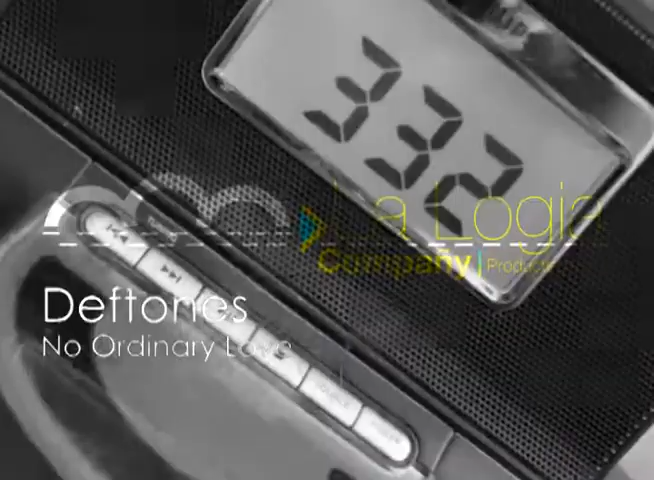 332
La Logia
Company | Products
Deftones
No Ordinary Love